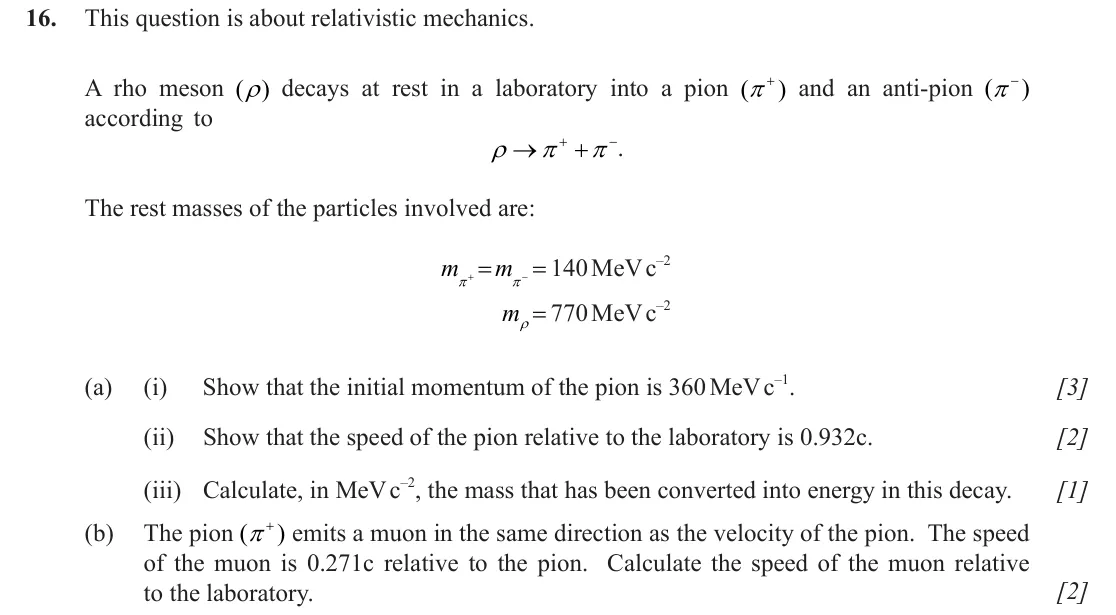 16. This question is about relativistic mechanics.
A rho meson (ρ) decays at rest in a laboratory into a pion (π⁺) and an anti-pion (π⁻)
according to
ρ → π⁺ + π⁻.
The rest masses of the particles involved are:
m_π⁺ = m_π⁻ = 140 MeV c⁻²
m_ρ = 770 MeV c⁻²
(a) (i) Show that the initial momentum of the pion is 360 MeV c⁻¹. [3]
(ii) Show that the speed of the pion relative to the laboratory is 0.932c. [2]
(iii) Calculate, in MeV c⁻², the mass that has been converted into energy in this decay. [1]
(b) The pion (π⁺) emits a muon in the same direction as the velocity of the pion. The speed
of the muon is 0.271c relative to the pion. Calculate the speed of the muon relative
to the laboratory. [2]